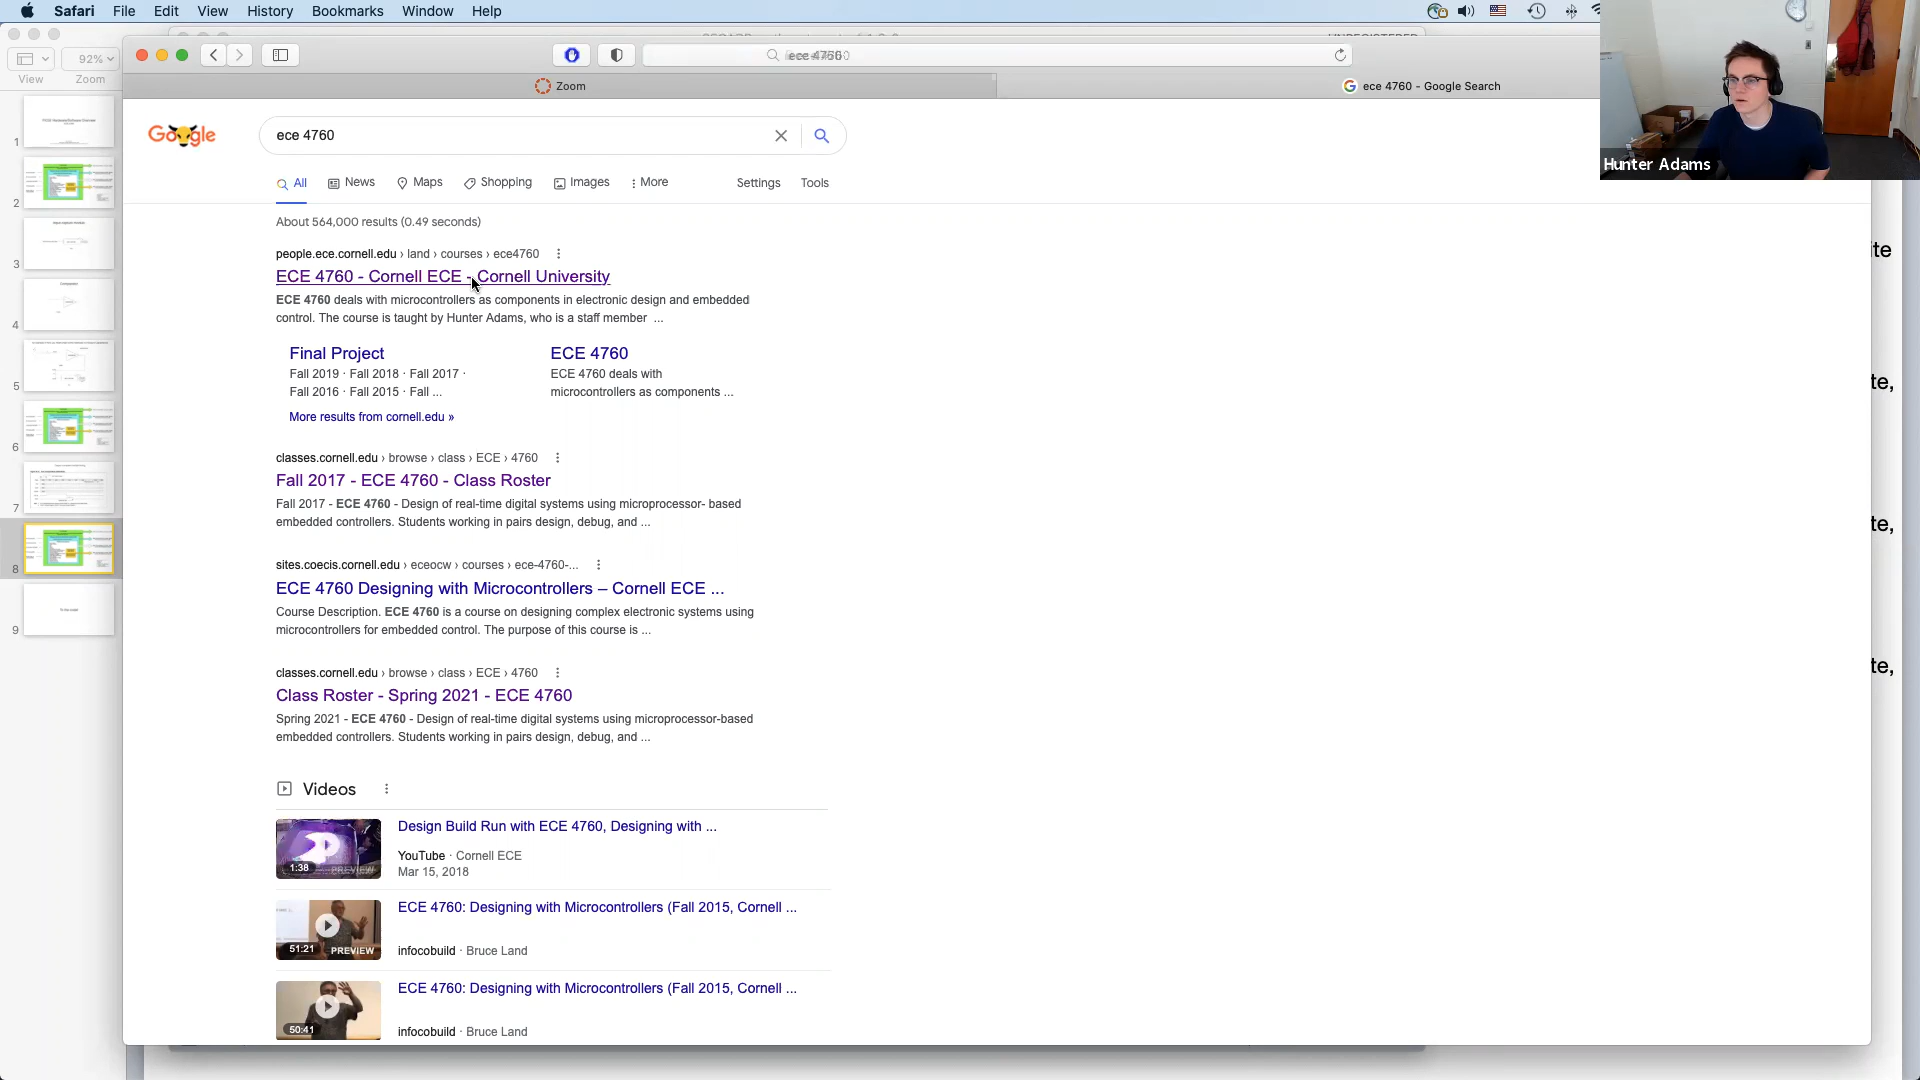 Safari File Edit View History Bookmarks Window Help
92%
View Zoom
ece 4760
Zoom
ece 4760 - Google Search
Hunter Adams
Google
ece 4760
All News Maps Shopping Images More Settings Tools
About 564,000 results (0.49 seconds)
people.ece.cornell.edu › land › courses › ece4760
ECE 4760 - Cornell ECE - Cornell University
ECE 4760 deals with microcontrollers as components in electronic design and embedded
control. The course is taught by Hunter Adams, who is a staff member ...
Final Project
Fall 2019 · Fall 2018 · Fall 2017 ·
Fall 2016 · Fall 2015 · Fall ...
ECE 4760
ECE 4760 deals with
microcontrollers as components ...
More results from cornell.edu »
classes.cornell.edu › browse › class › ECE › 4760
Fall 2017 - ECE 4760 - Class Roster
Fall 2017 - ECE 4760 - Design of real-time digital systems using microprocessor- based
embedded controllers. Students working in pairs design, debug, and ...
sites.coecis.cornell.edu › eceocw › courses › ece-4760-...
ECE 4760 Designing with Microcontrollers – Cornell ECE ...
Course Description. ECE 4760 is a course on designing complex electronic systems using
microcontrollers for embedded control. The purpose of this course is ...
classes.cornell.edu › browse › class › ECE › 4760
Class Roster - Spring 2021 - ECE 4760
Spring 2021 - ECE 4760 - Design of real-time digital systems using microprocessor-based
embedded controllers. Students working in pairs design, debug, and ...
Videos
Design Build Run with ECE 4760, Designing with ...
YouTube · Cornell ECE
Mar 15, 2018
1:38 PREVIEW
ECE 4760: Designing with Microcontrollers (Fall 2015, Cornell ...
infocobuild · Bruce Land
51:21 PREVIEW
ECE 4760: Designing with Microcontrollers (Fall 2015, Cornell ...
infocobuild · Bruce Land
50:41
1
2
3
4
5
6
7
8
9
ite
te,
te,
te,